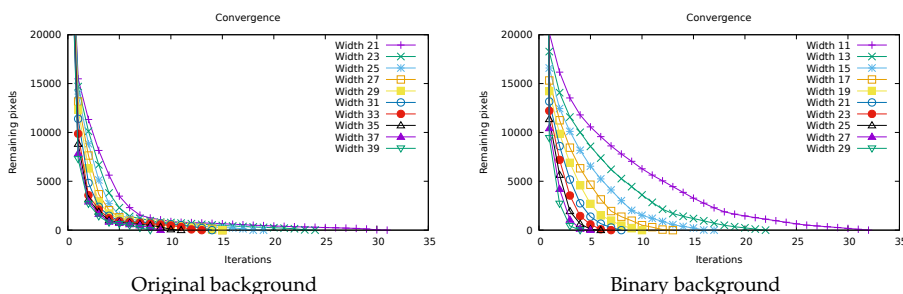 Convergence
Remaining pixels
20000
15000
10000
5000
0
Width 21
Width 23
Width 25
Width 27
Width 29
Width 31
Width 33
Width 35
Width 37
Width 39
0 5 10 15 20 25 30 35
Iterations
Original background
Convergence
Remaining pixels
20000
15000
10000
5000
0
Width 11
Width 13
Width 15
Width 17
Width 19
Width 21
Width 23
Width 25
Width 27
Width 29
0 5 10 15 20 25 30 35
Iterations
Binary background